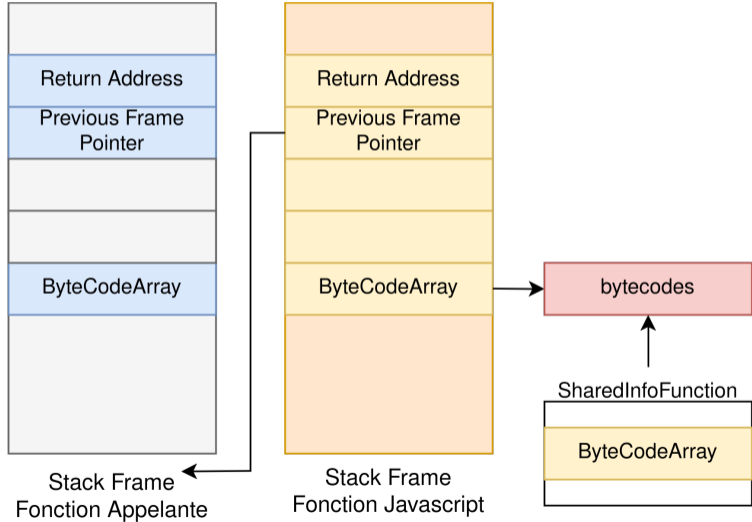 Return Address
Previous Frame
Pointer
ByteCodeArray
Stack Frame
Fonction Appelante
Return Address
Previous Frame
Pointer
ByteCodeArray
Stack Frame
Fonction Javascript
bytecodes
SharedInfoFunction
ByteCodeArray